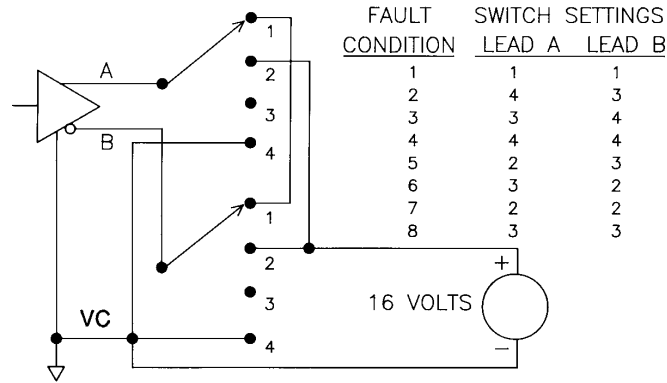 A
B
VC
1
2
3
4
1
2
3
4
FAULT SWITCH SETTINGS
CONDITION LEAD A LEAD B
1 1 1
2 4 3
3 3 4
4 4 4
5 2 3
6 3 2
7 2 2
8 3 3
+
16 VOLTS
−